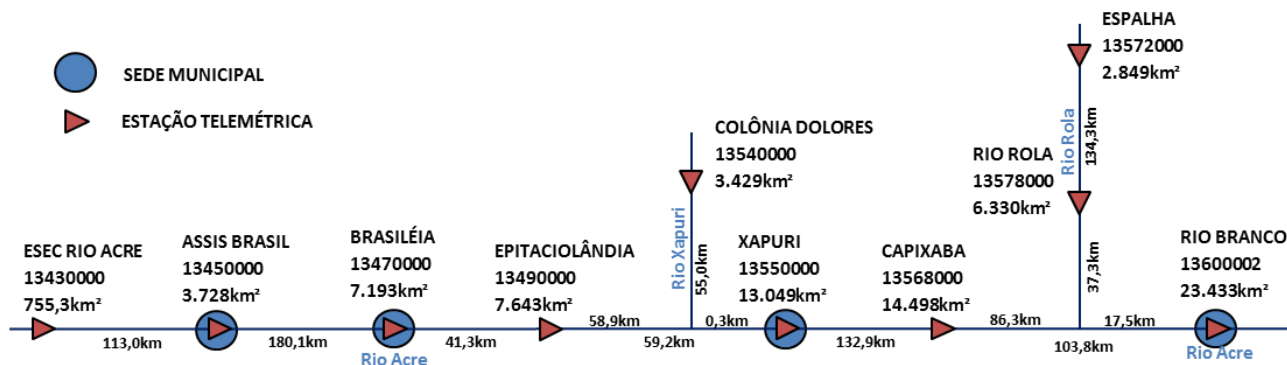 SEDE MUNICIPAL
ESTAÇÃO TELEMÉTRICA
ESEC RIO ACRE
13430000
755,3km²
113,0km
ASSIS BRASIL
13450000
3.728km²
180,1km
BRASILÉIA
13470000
7.193km²
Rio Acre
41,3km
EPITACIOLÂNDIA
13490000
7.643km²
58,9km
59,2km
COLÔNIA DOLORES
13540000
3.429km²
Rio Xapuri
55,0km
0,3km
XAPURI
13550000
13.049km²
132,9km
CAPIXABA
13568000
14.498km²
86,3km
103,8km
ESPALHA
13572000
2.849km²
Rio Rola
134,3km
RIO ROLA
13578000
6.330km²
37,3km
17,5km
RIO BRANCO
13600002
23.433km²
Rio Acre